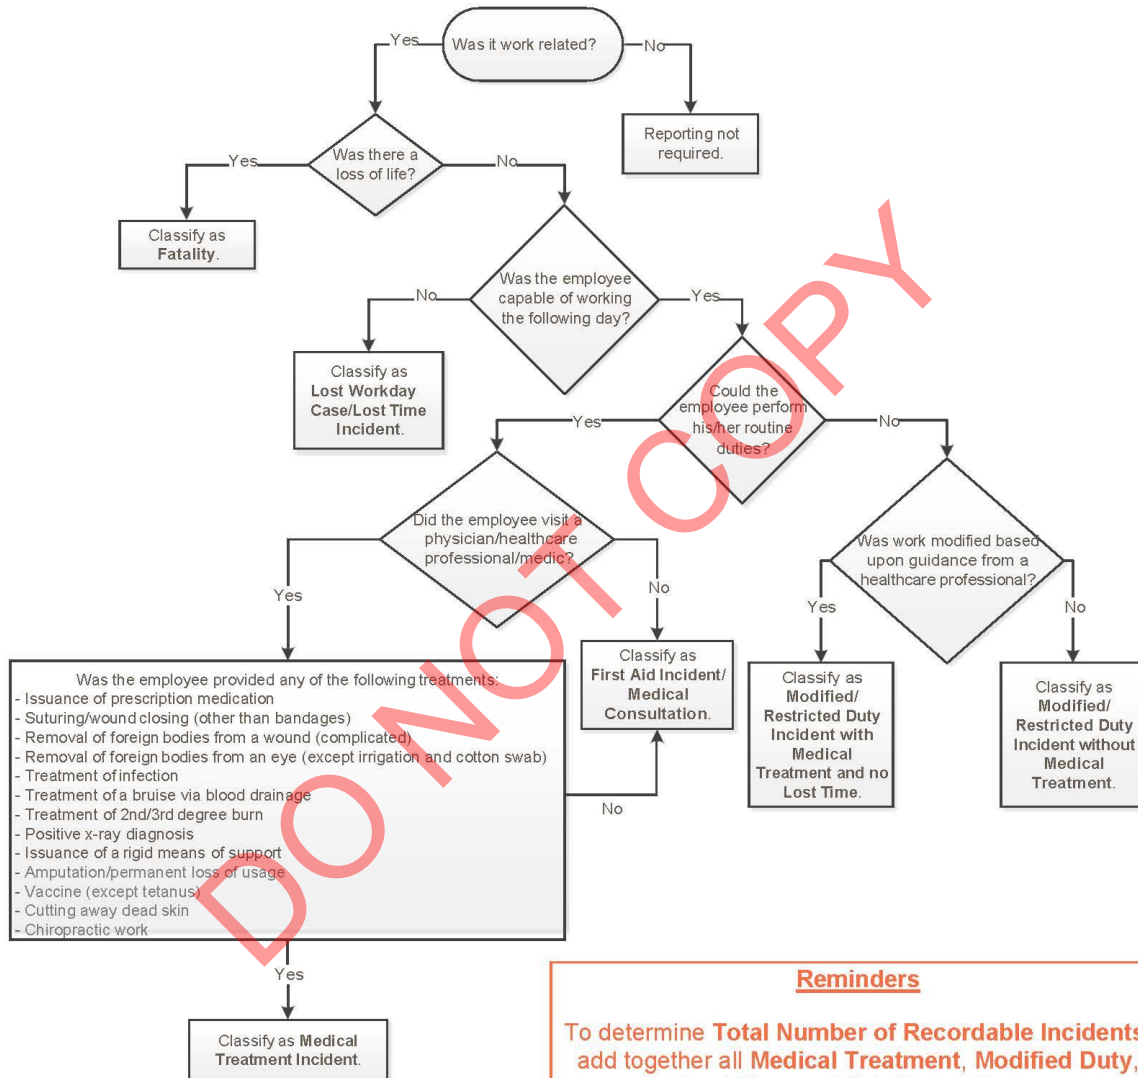 Was it work related?
Yes
No
Reporting not
required.
Was there a
loss of life?
Yes
No
Classify as
Fatality.
Was the employee
capable of working
the following day?
No
Yes
Classify as
Lost Workday
Case/Lost Time
Incident.
Could the
employee perform
his/her routine
duties?
Yes
No
Did the employee visit a
physician/healthcare
professional/medic?
Yes
No
Was work modified based
upon guidance from a
healthcare professional?
Yes
No
Classify as
First Aid Incident/
Medical
Consultation.
Classify as
Modified/
Restricted Duty
Incident with
Medical
Treatment and no
Lost Time.
Classify as
Modified/
Restricted Duty
Incident without
Medical
Treatment.
Was the employee provided any of the following treatments:
- Issuance of prescription medication
- Suturing/wound closing (other than bandages)
- Removal of foreign bodies from a wound (complicated)
- Removal of foreign bodies from an eye (except irrigation and cotton swab)
- Treatment of infection
- Treatment of a bruise via blood drainage
- Treatment of 2nd/3rd degree burn
- Positive x-ray diagnosis
- Issuance of a rigid means of support
- Amputation/permanent loss of usage
- Vaccine (except tetanus)
- Cutting away dead skin
- Chiropractic work
No
Yes
Classify as Medical
Treatment Incident.
Reminders
To determine Total Number of Recordable Incidents
add together all Medical Treatment, Modified Duty,
DO NOT COPY